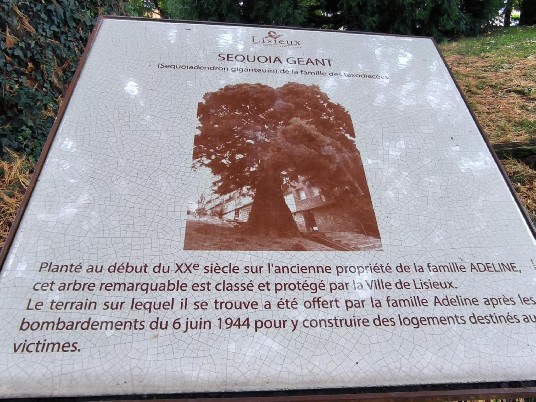 Lisieux
SEQUOIA GEANT
(Sequoiadendron giganteum) de la famille des taxodiacées
Planté au début du XXe siècle sur l'ancienne propriété de la famille ADELINE,
cet arbre remarquable est classé et protégé par la Ville de Lisieux.
Le terrain sur lequel il se trouve a été offert par la famille Adeline après les
bombardements du 6 juin 1944 pour y construire des logements destinés au
victimes.